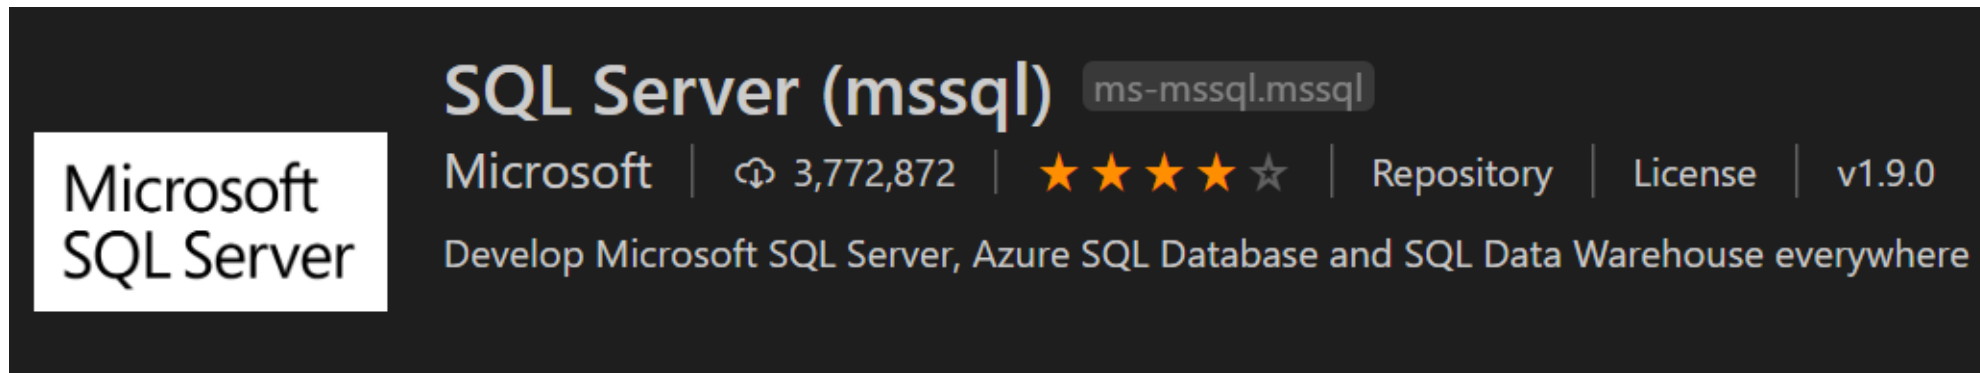 Microsoft
SQL Server
SQL Server (mssql) ms-mssql.mssql
Microsoft | 3,772,872 | Repository | License | v1.9.0
Develop Microsoft SQL Server, Azure SQL Database and SQL Data Warehouse everywhere